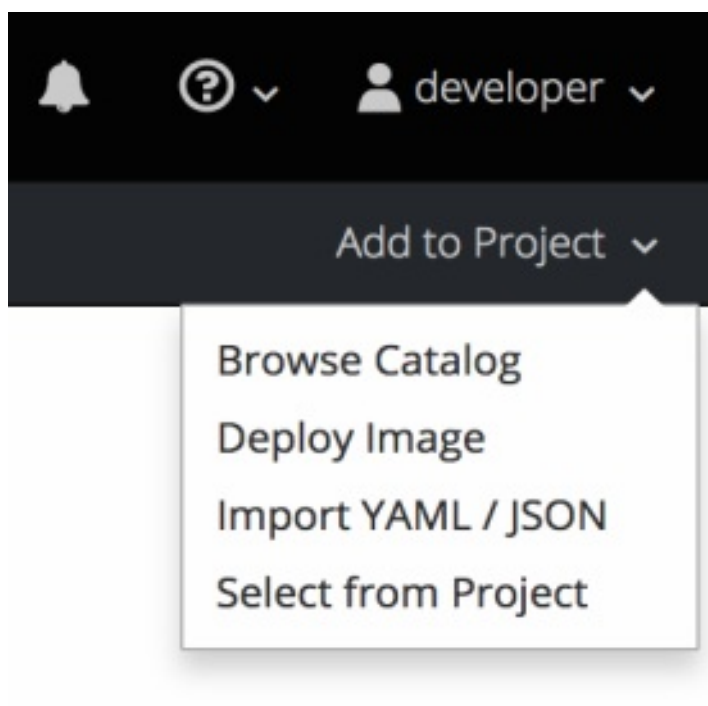 developer
Add to Project
Browse Catalog
Deploy Image
Import YAML / JSON
Select from Project